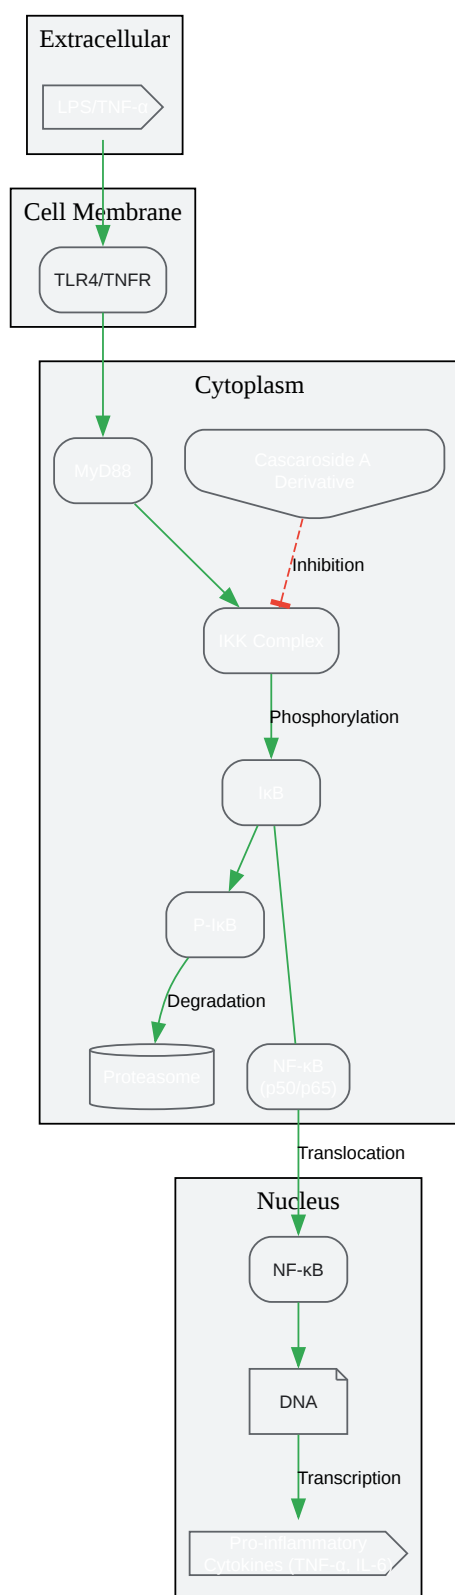 Extracellular
LPS/TNF-α
Cell Membrane
TLR4/TNFR
Cytoplasm
MyD88
Cascaroside A
Derivative
Inhibition
IKK Complex
Phosphorylation
IκB
P-IκB
Degradation
Proteasome
NF-κB
(p50/p65)
Translocation
Nucleus
NF-κB
DNA
Transcription
Pro-inflammatory
Cytokines (TNF-α, IL-6)